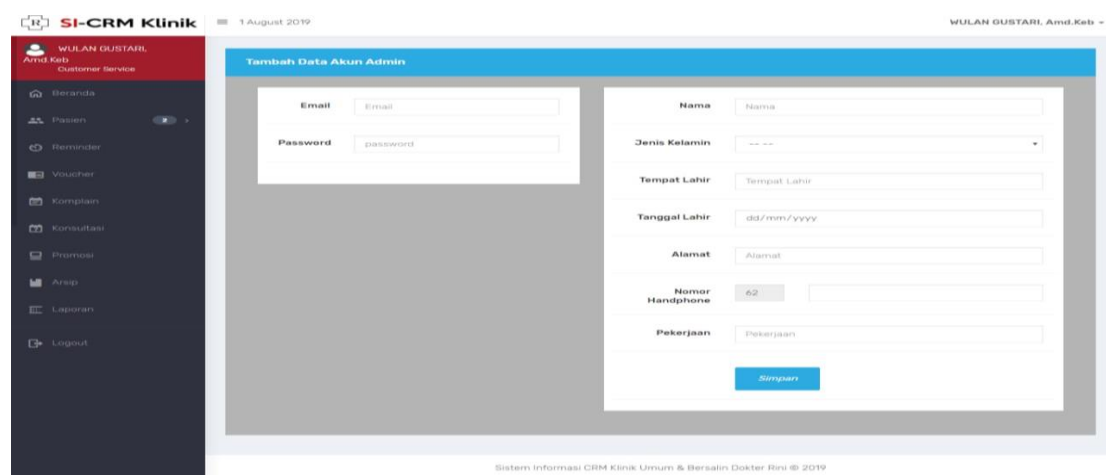 SI-CRM Klinik
1 August 2019
WULAN GUSTARI, Amd.Keb
WULAN GUSTARI,
Amd.Keb
Customer Service
Beranda
Pasien
Reminder
Voucher
Komplain
Konsultasi
Promosi
Arsip
Laporan
Logout
Tambah Data Akun Admin
Email Email
Password password
Nama Nama
Jenis Kelamin -- --
Tempat Lahir Tempat Lahir
Tanggal Lahir dd/mm/yyyy
Alamat Alamat
Nomor
Handphone
62
Pekerjaan Pekerjaan
Simpan
Sistem Informasi CRM Klinik Umum & Bersalin Dokter Rini © 2019